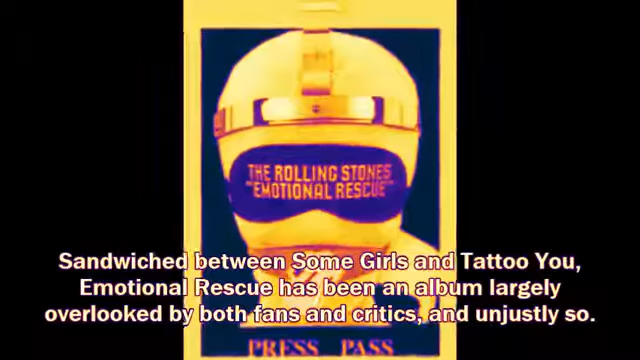 THE ROLLING STONES
"EMOTIONAL RESCUE"
Sandwiched between Some Girls and Tattoo You,
Emotional Rescue has been an album largely
overlooked by both fans and critics, and unjustly so.
PRESS PASS